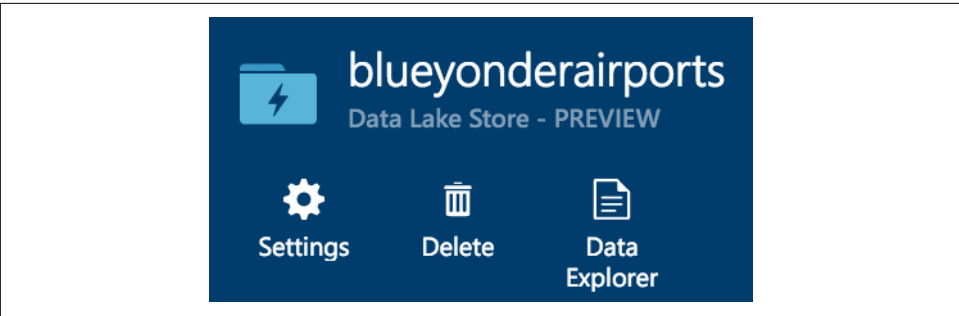 blueyonderairports
Data Lake Store - PREVIEW
Settings
Delete
Data
Explorer